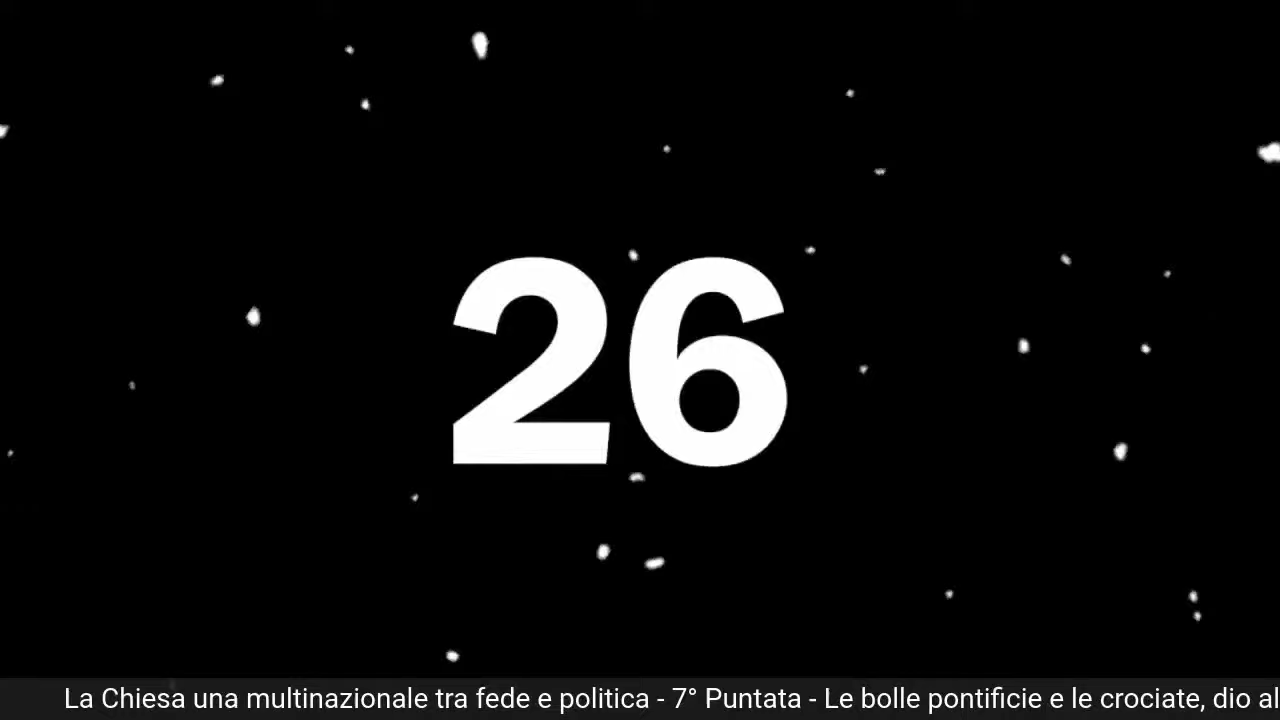 26
La Chiesa una multinazionale tra fede e politica - 7° Puntata - Le bolle pontificie e le crociate, dio al